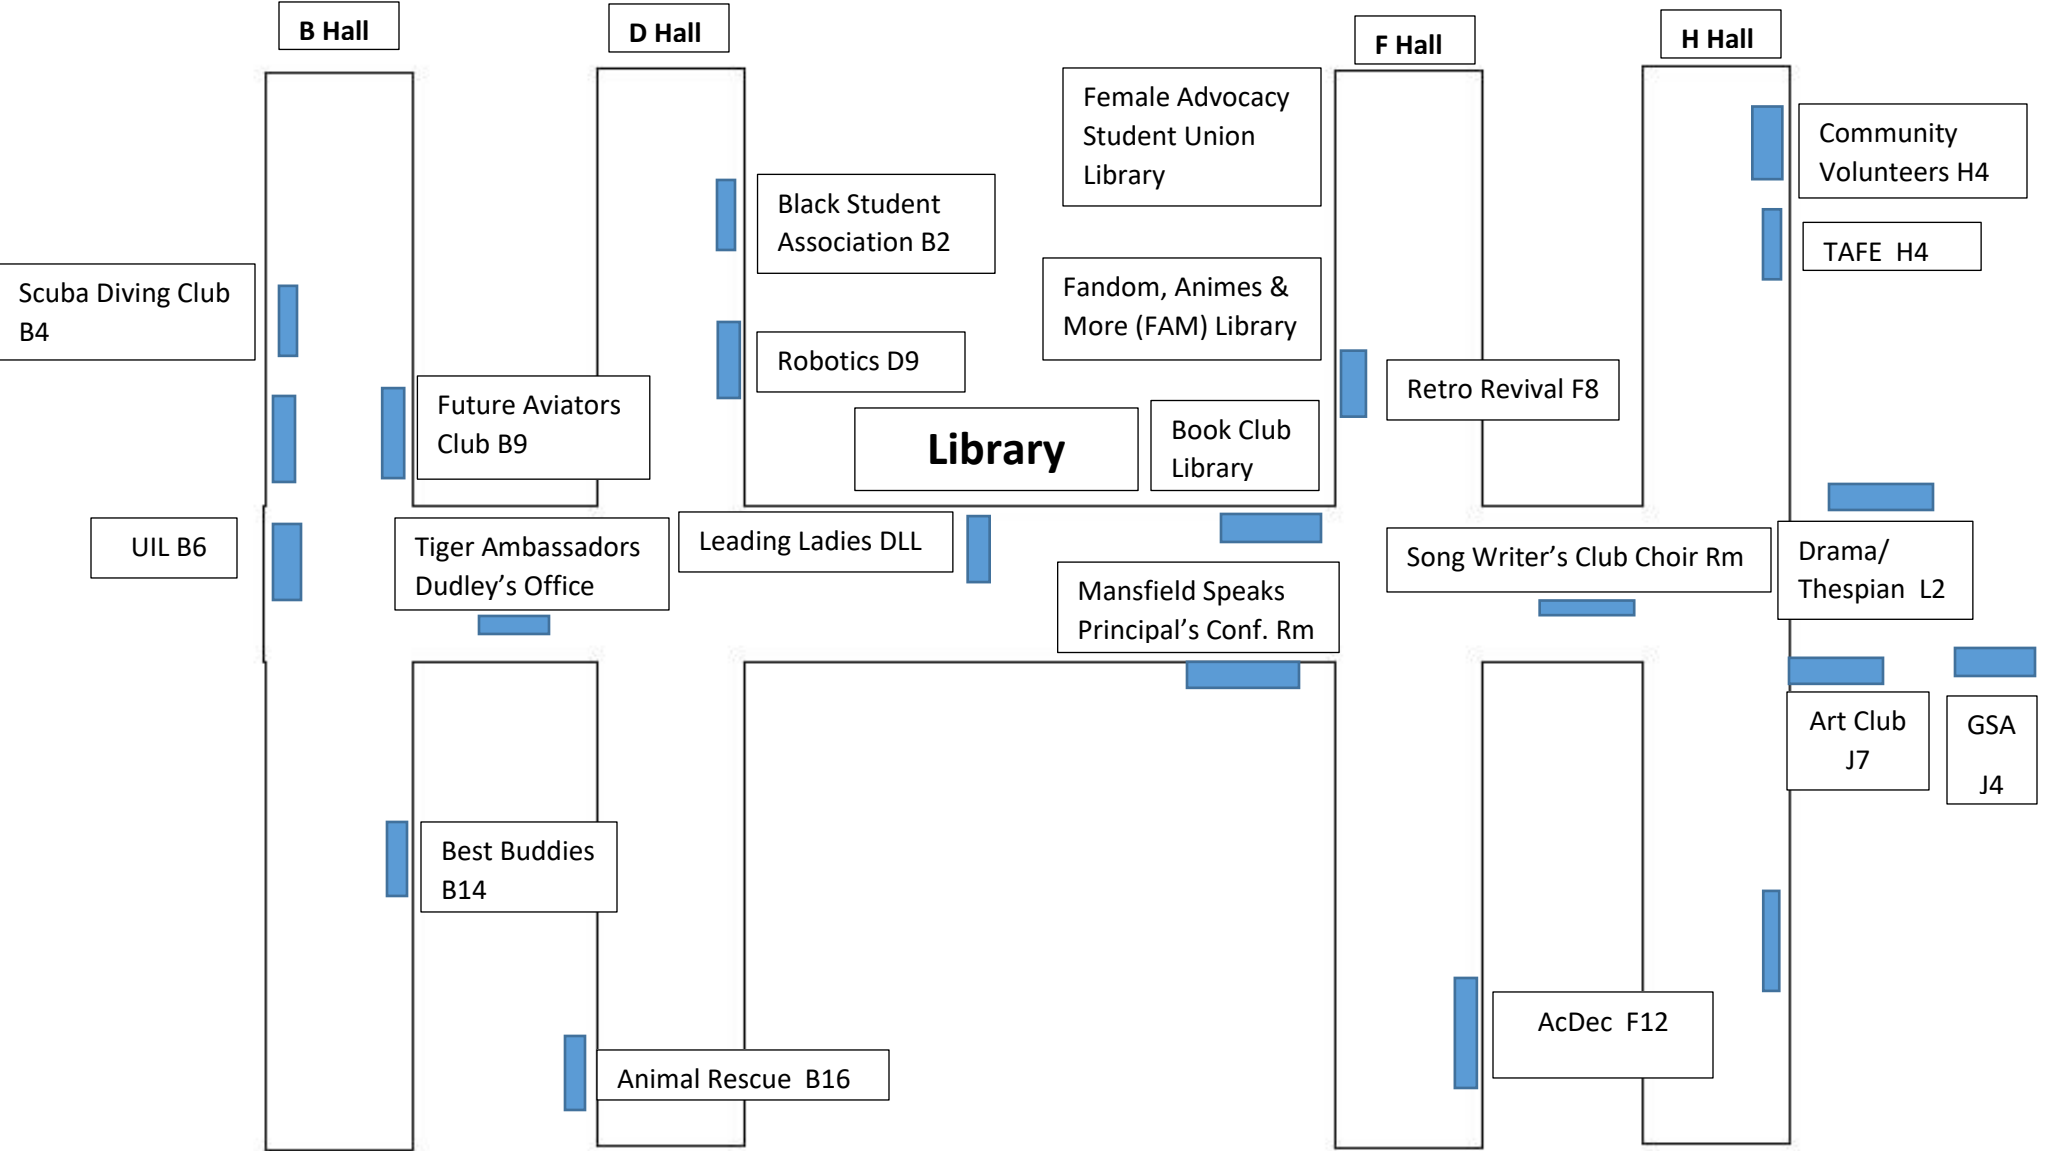 B Hall
D Hall
F Hall
H Hall
Female Advocacy
Student Union
Library
Community
Volunteers H4
Black Student
Association B2
TAFE H4
Scuba Diving Club
B4
Fandom, Animes &
More (FAM) Library
Robotics D9
Retro Revival F8
Future Aviators
Club B9
Library
Book Club
Library
UIL B6
Tiger Ambassadors
Dudley’s Office
Leading Ladies DLL
Mansfield Speaks
Principal’s Conf. Rm
Song Writer’s Club Choir Rm
Drama/
Thespian L2
Art Club
J7
GSA
J4
Best Buddies
B14
AcDec F12
Animal Rescue B16